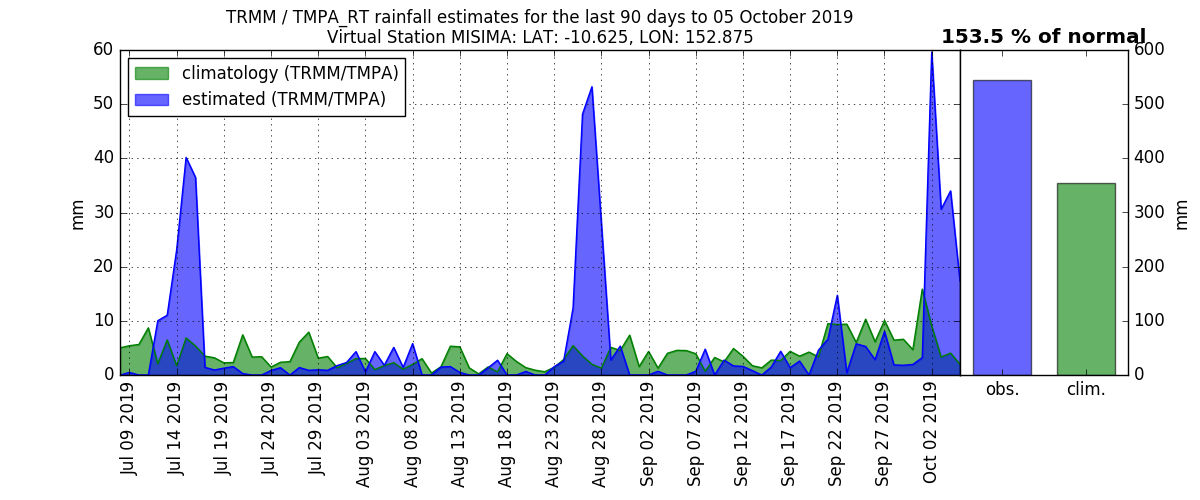 TRMM / TMPA_RT rainfall estimates for the last 90 days to 05 October 2019
Virtual Station MISIMA: LAT: -10.625, LON: 152.875
153.5 % of normal
climatology (TRMM/TMPA)
estimated (TRMM/TMPA)
60
50
40
30
20
10
0
mm
Jul 09 2019
Jul 14 2019
Jul 19 2019
Jul 24 2019
Jul 29 2019
Aug 03 2019
Aug 08 2019
Aug 13 2019
Aug 18 2019
Aug 23 2019
Aug 28 2019
Sep 02 2019
Sep 07 2019
Sep 12 2019
Sep 17 2019
Sep 22 2019
Sep 27 2019
Oct 02 2019
obs.
clim.
600
500
400
300
200
100
0
mm